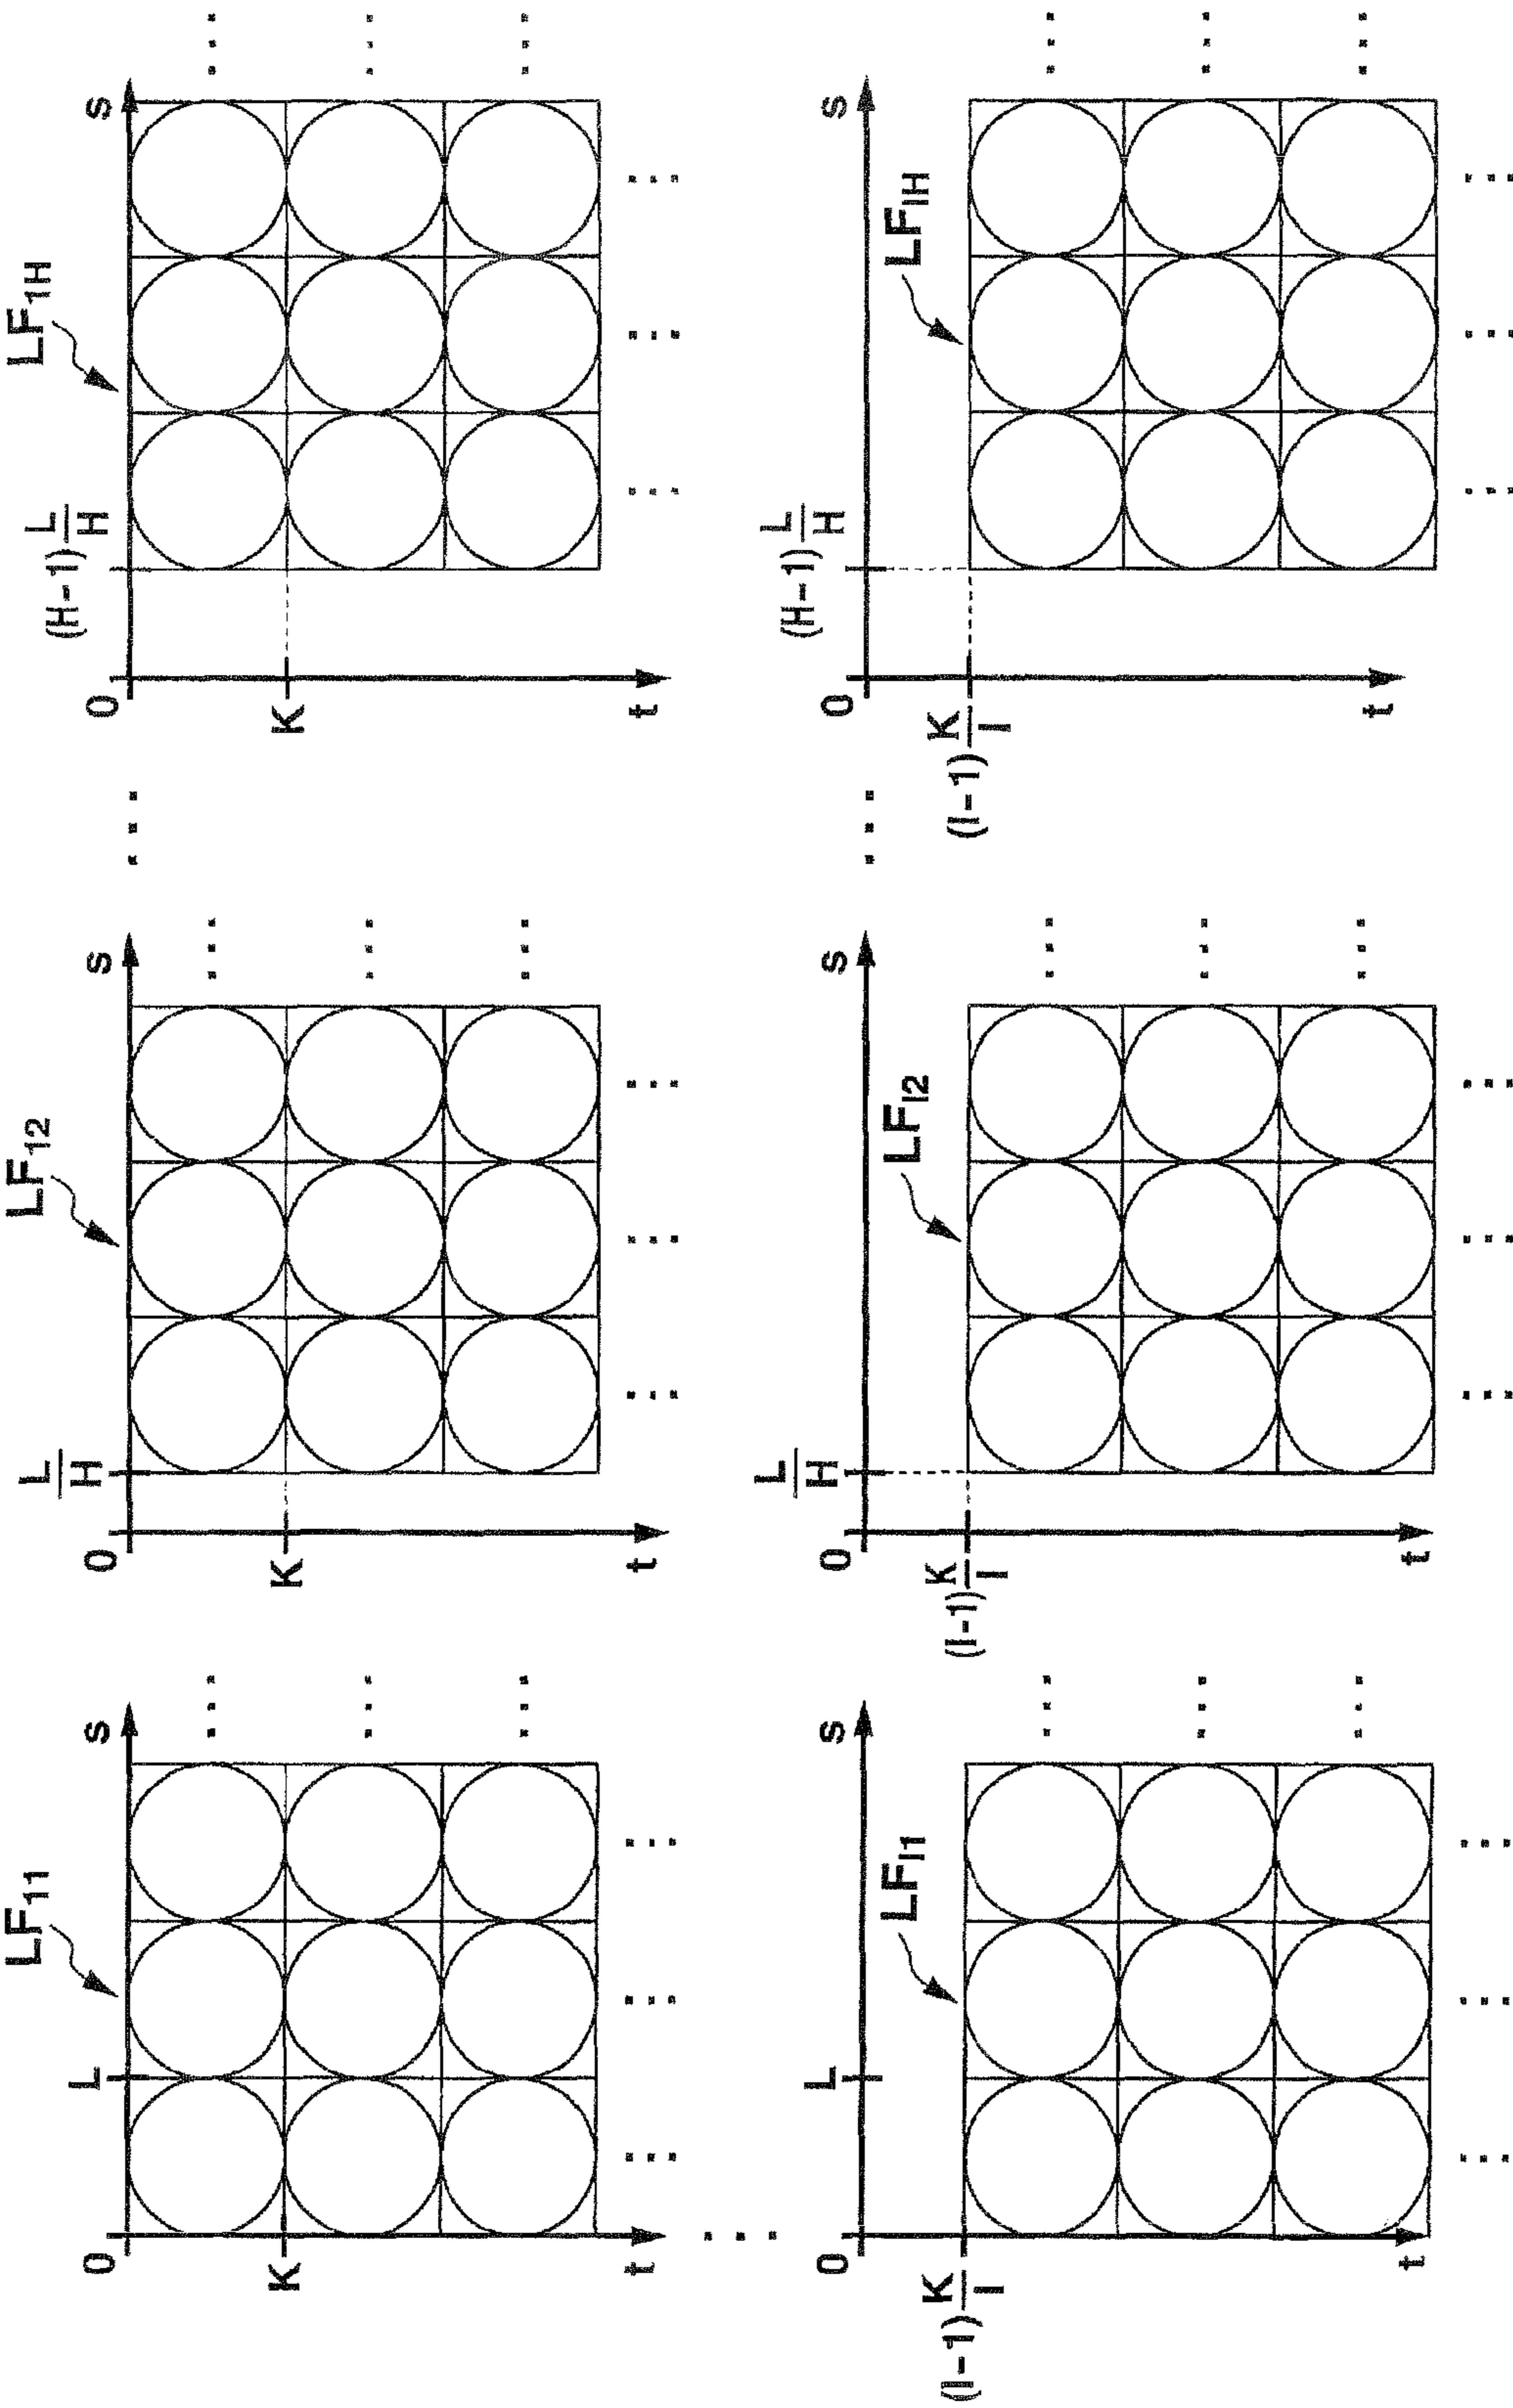 LF11
0
L
s
K
t
LF12
0
L/H
s
K
t
LF1H
0
(H-1) L/H
s
K
t
LFI1
0
L
s
(I-1) K/I
t
LFI2
0
L/H
s
(I-1) K/I
t
LFIH
0
(H-1) L/H
s
(I-1) K/I
t